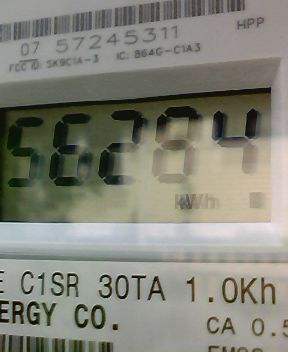 HPP
07 57245311
FCC ID: SK9C1A-3 IC: 864G-C1A3
56284
kWh
E C1SR 30TA 1.0Kh
ERGY CO.
CA 0.5